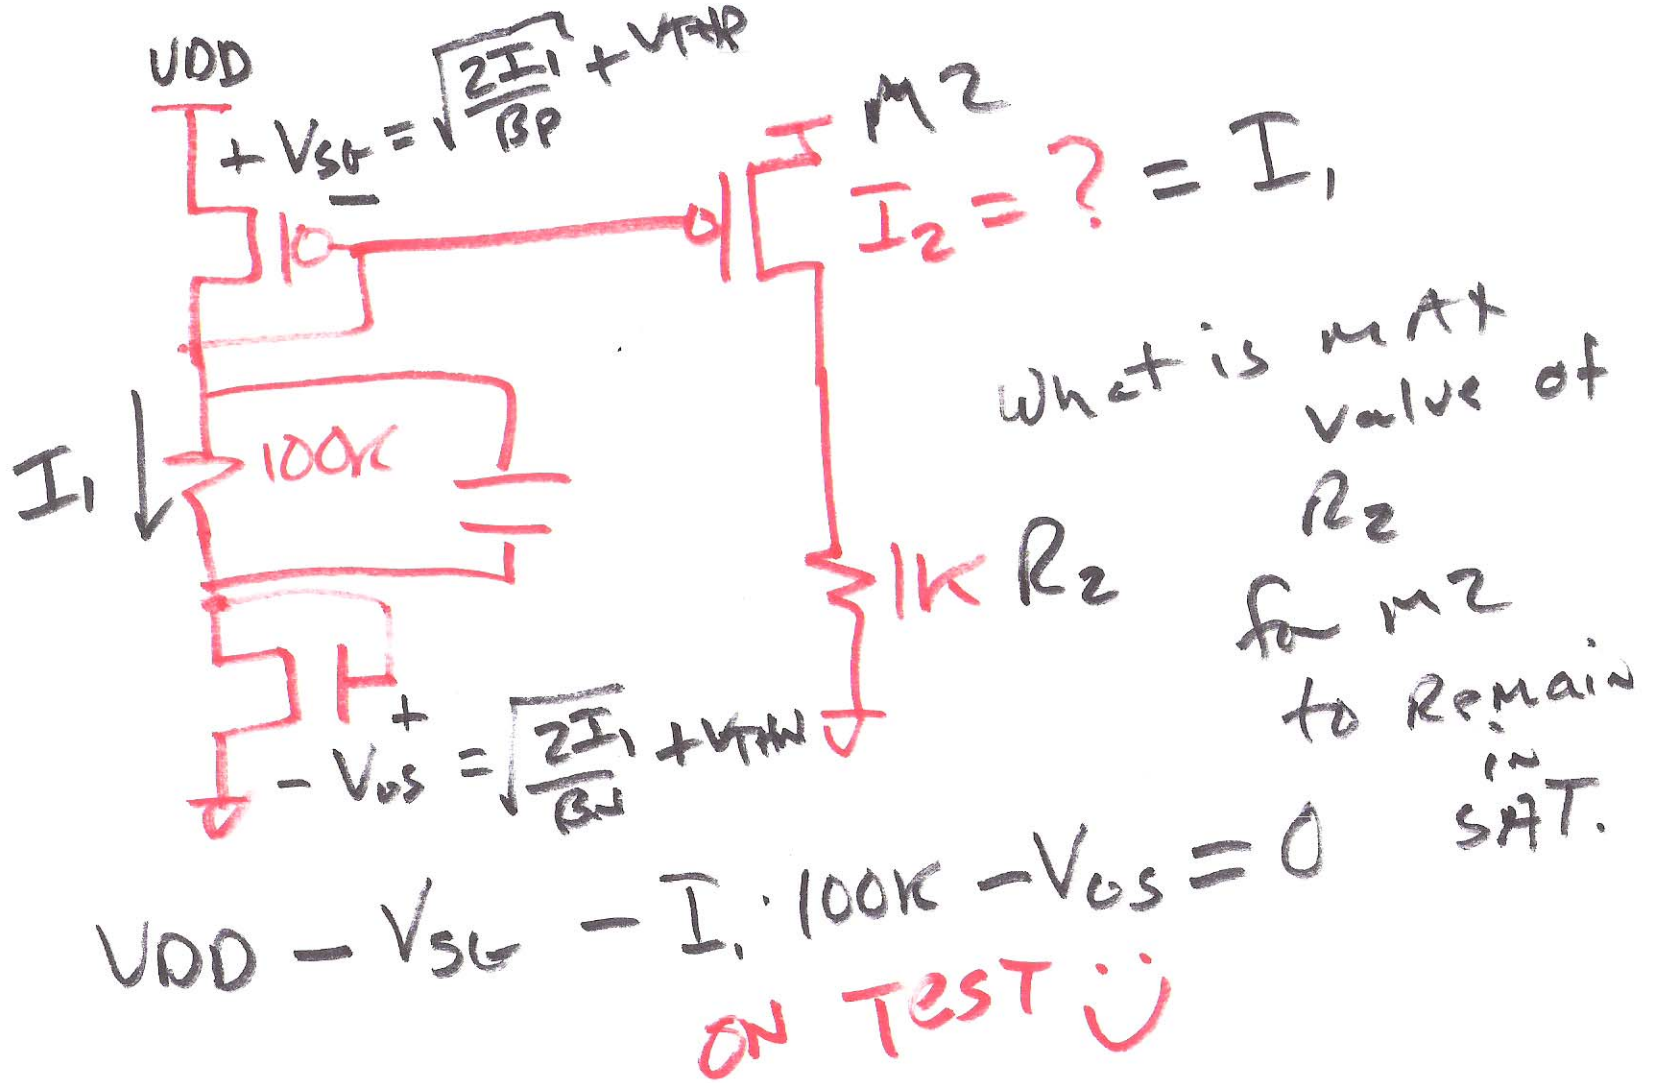 VDD
+ VSG = √(2I1/βP) + VTHP
−
M2
I2 = ? = I1
What is MAX
value of
R2
for M2
to Remain
in
SAT.
I1
100K
1K R2
+
− VGS = √(2I1/βN) + VTHN
VDD − VSG − I1 · 100K − VGS = 0
ON TEST